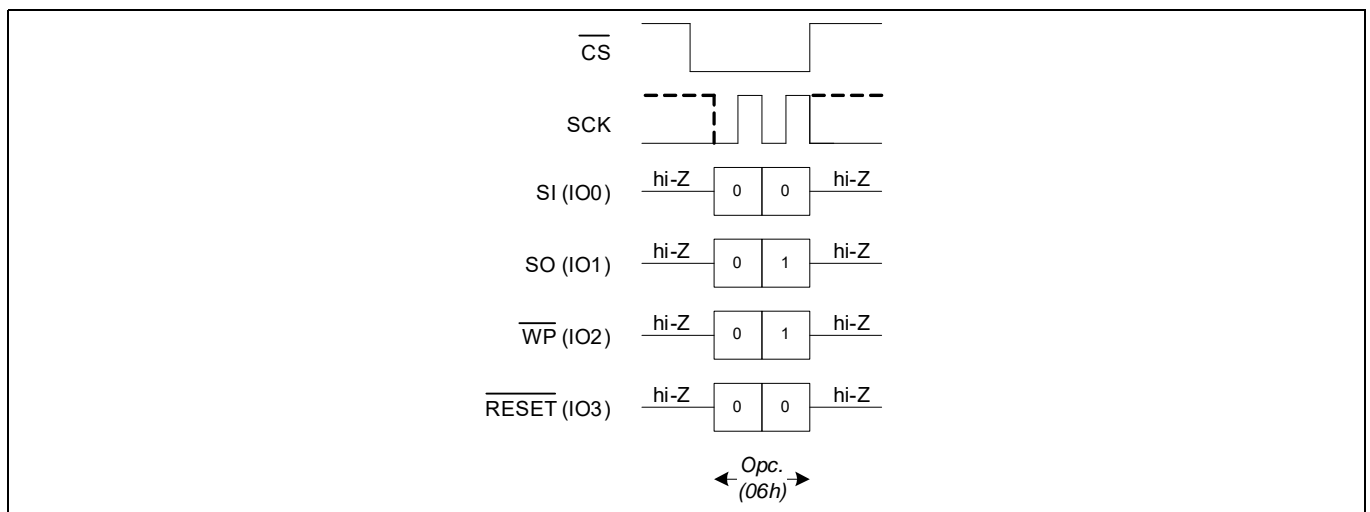 CS
SCK
SI (IO0) hi-Z 0 0 hi-Z
SO (IO1) hi-Z 0 1 hi-Z
WP (IO2) hi-Z 0 1 hi-Z
RESET (IO3) hi-Z 0 0 hi-Z
Opc.
(06h)